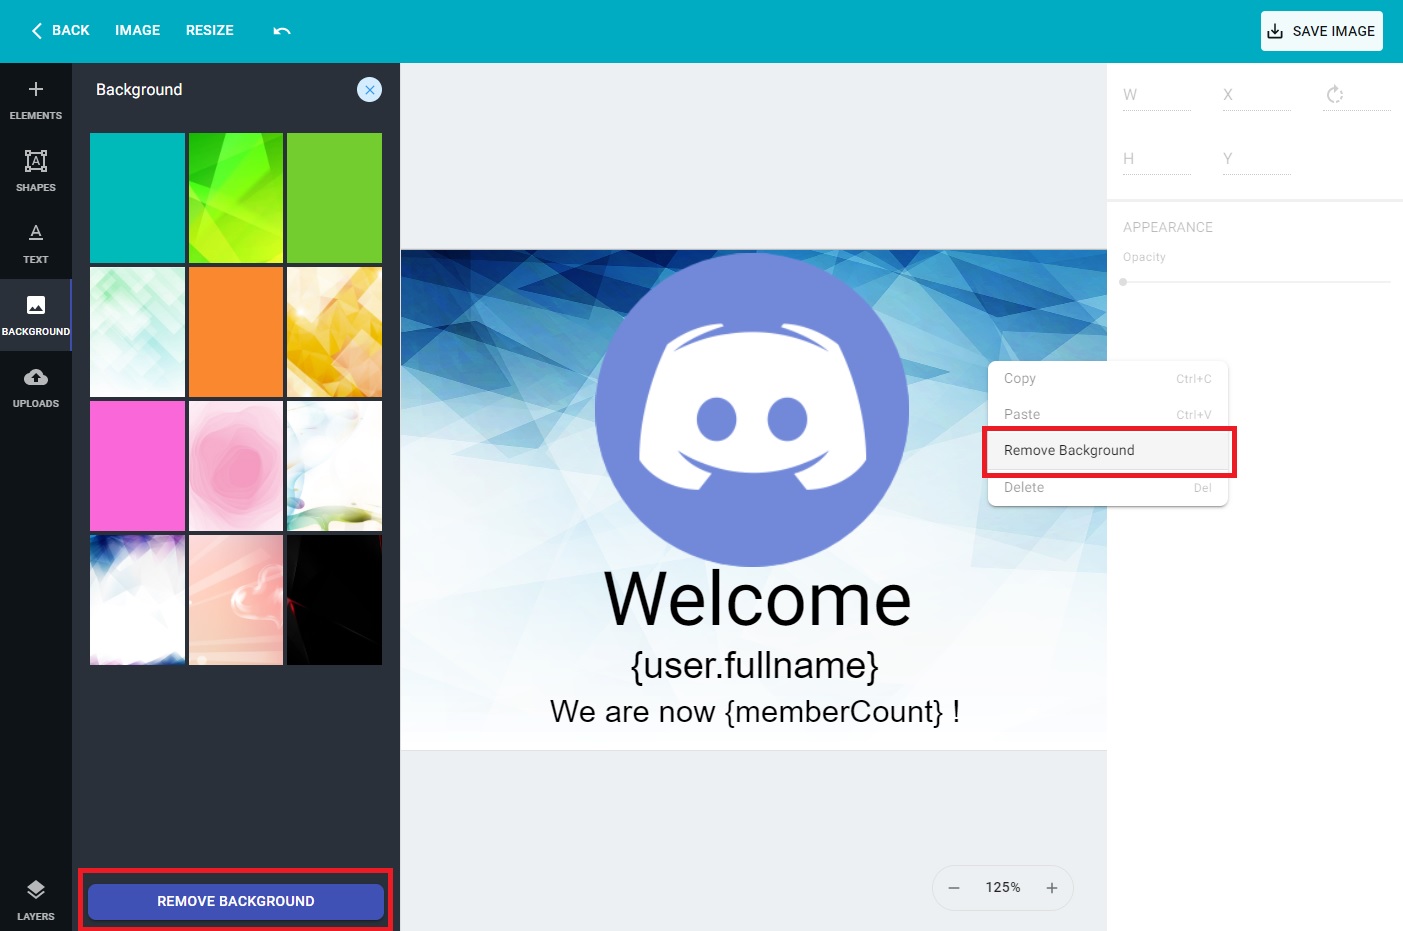 BACK IMAGE RESIZE SAVE IMAGE
ELEMENTS
SHAPES
TEXT
BACKGROUND
UPLOADS
LAYERS
Background
REMOVE BACKGROUND
Welcome
{user.fullname}
We are now {memberCount} !
Copy Ctrl+C
Paste Ctrl+V
Remove Background
Delete Del
125%
W X
H Y
APPEARANCE
Opacity